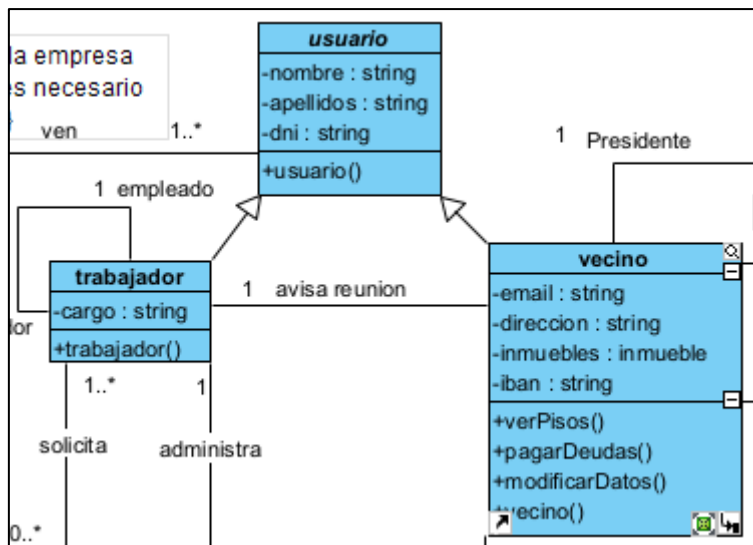 la empresa
es necesario
}
ven
1..*
usuario
-nombre : string
-apellidos : string
-dni : string
+usuario()
1 Presidente
1 empleado
trabajador
-cargo : string
+trabajador()
dor
1 avisa reunion
vecino
-email : string
-direccion : string
-inmuebles : inmueble
-iban : string
+verPisos()
+pagarDeudas()
+modificarDatos()
+vecino()
1..*
1
solicita
administra
0..*